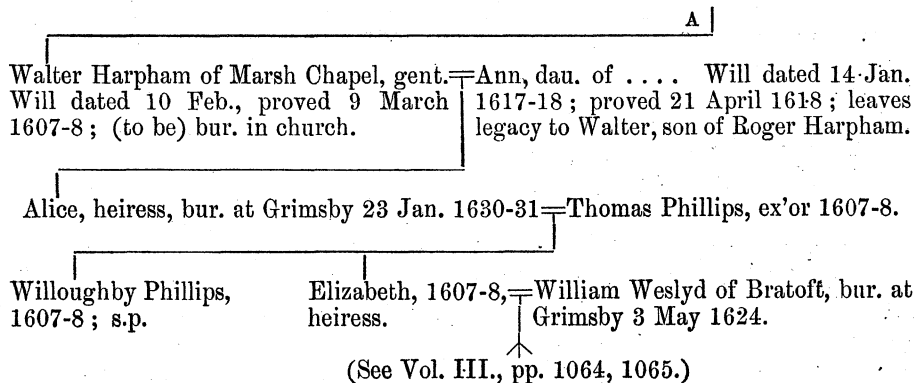 A
Walter Harpham of Marsh Chapel, gent.=Ann, dau. of .... Will dated 14 Jan.
Will dated 10 Feb., proved 9 March 1617-18; proved 21 April 1618; leaves
1607-8; (to be) bur. in church. legacy to Walter, son of Roger Harpham.
Alice, heiress, bur. at Grimsby 23 Jan. 1630-31=Thomas Phillips, ex'or 1607-8.
Willoughby Phillips, Elizabeth, 1607-8,=William Weslyd of Bratoft, bur. at
1607-8; s.p. heiress. Grimsby 3 May 1624.
(See Vol. III., pp. 1064, 1065.)